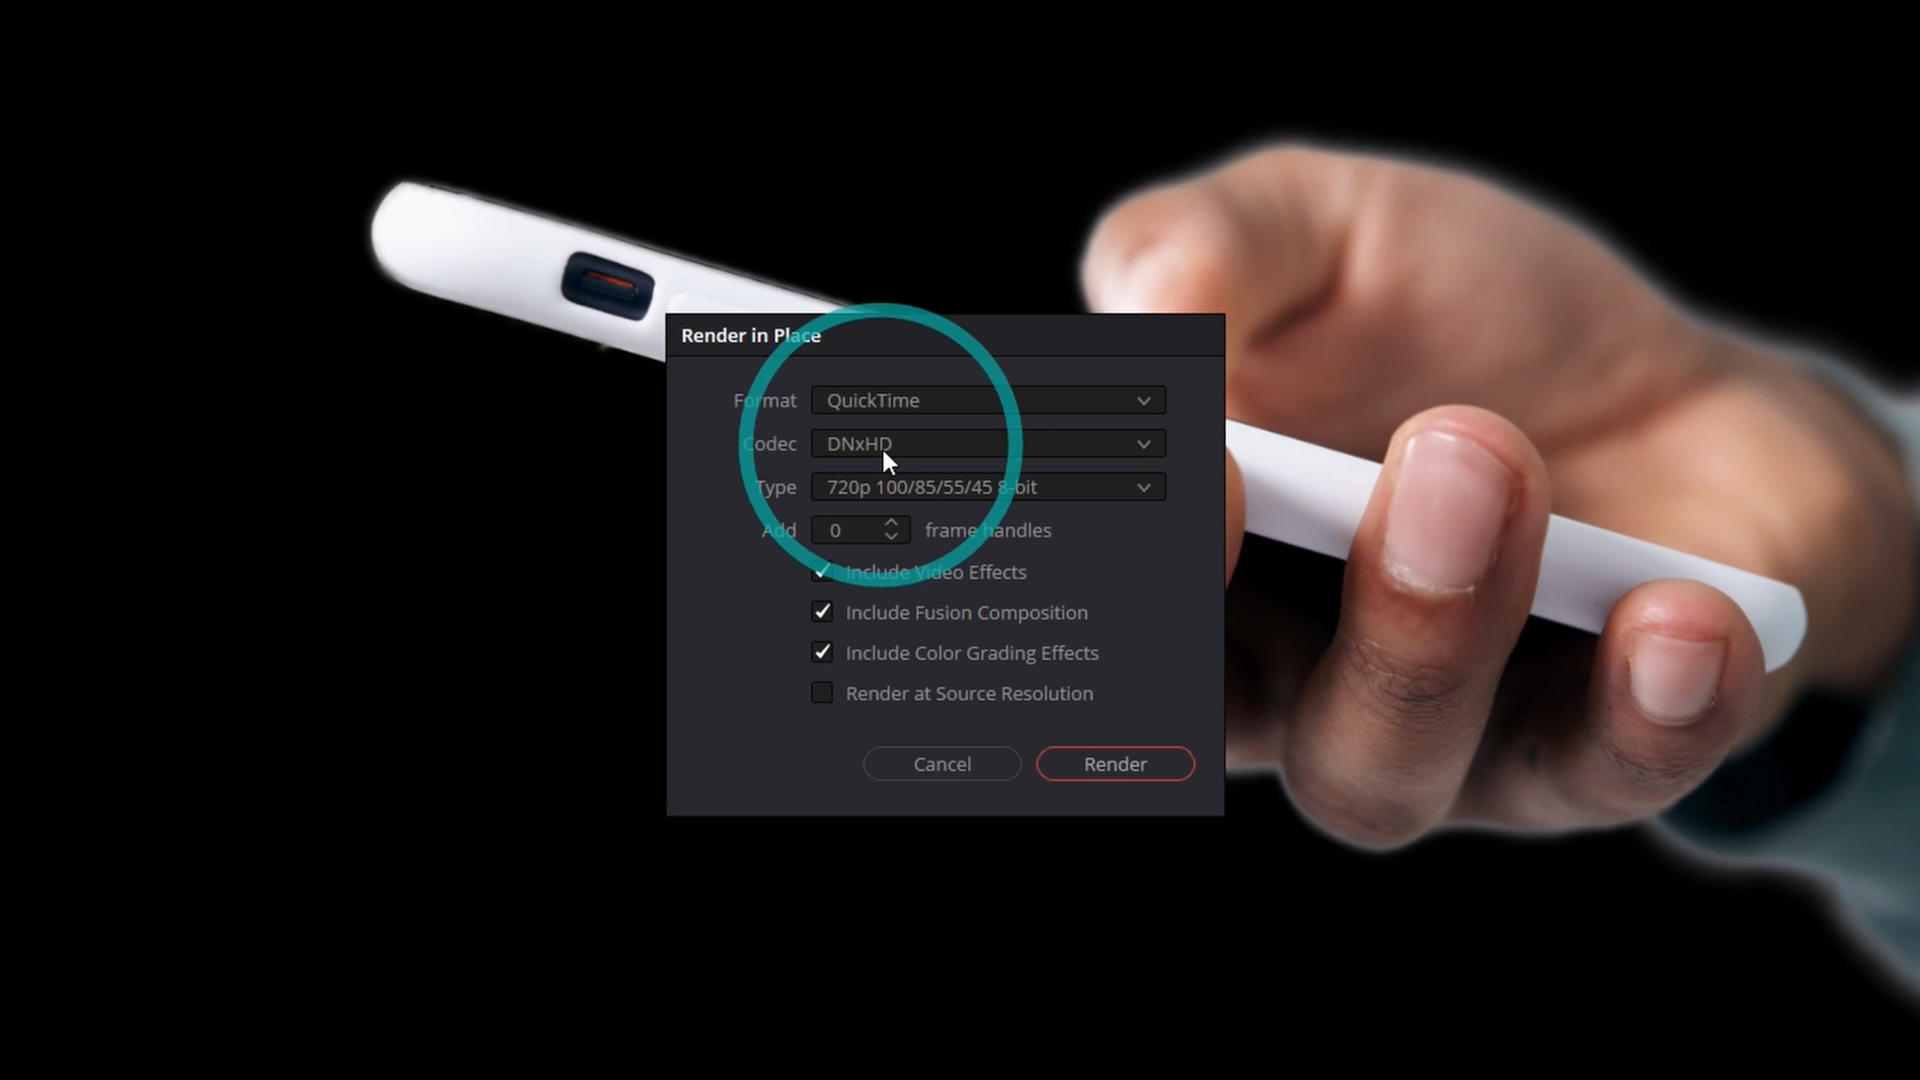 Render in Place
Format QuickTime
Codec DNxHD
Type 720p 100/85/55/45 8-bit
Add 0 frame handles
Include Video Effects
Include Fusion Composition
Include Color Grading Effects
Render at Source Resolution
Cancel Render